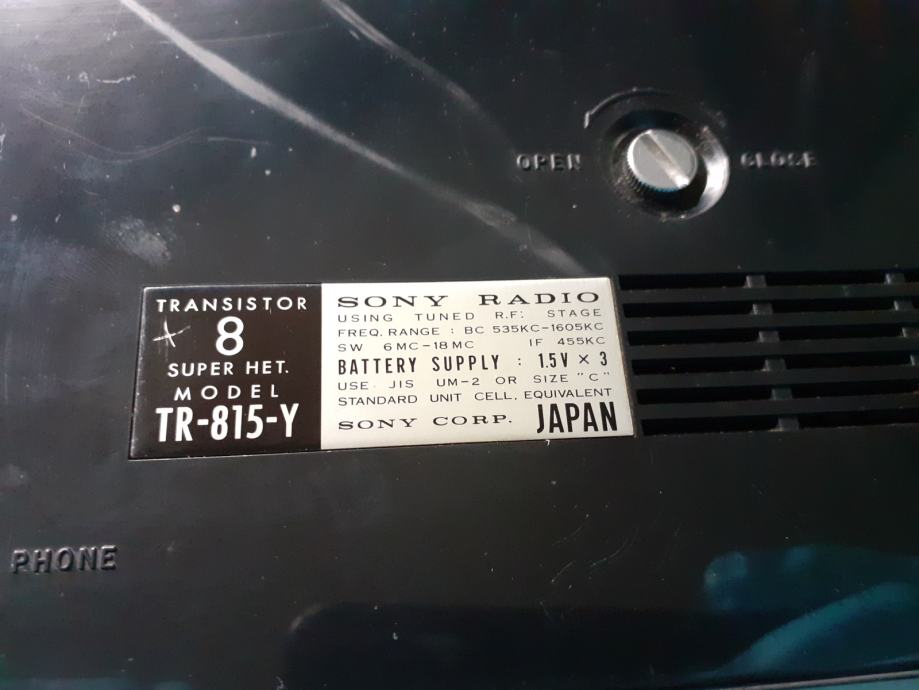 OPEN
CLOSE
TRANSISTOR
8
SUPER HET.
MODEL
TR-815-Y
SONY RADIO
USING TUNED R.F. STAGE
FREQ. RANGE : BC 535KC-1605KC
SW 6MC-18MC IF 455KC
BATTERY SUPPLY : 1.5V × 3
USE JIS UM-2 OR SIZE "C"
STANDARD UNIT CELL, EQUIVALENT
SONY CORP. JAPAN
PHONE